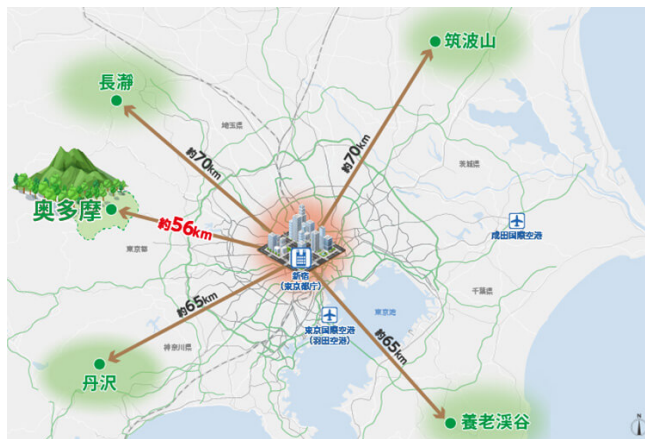 筑波山
長瀞
埼玉県
約70km
約70km
茨城県
奥多摩
約56km
東京都
成田国際空港
新宿
(東京都庁)
千葉県
約65km
東京湾
東京国際空港
(羽田空港)
約65km
神奈川県
丹沢
養老渓谷
N